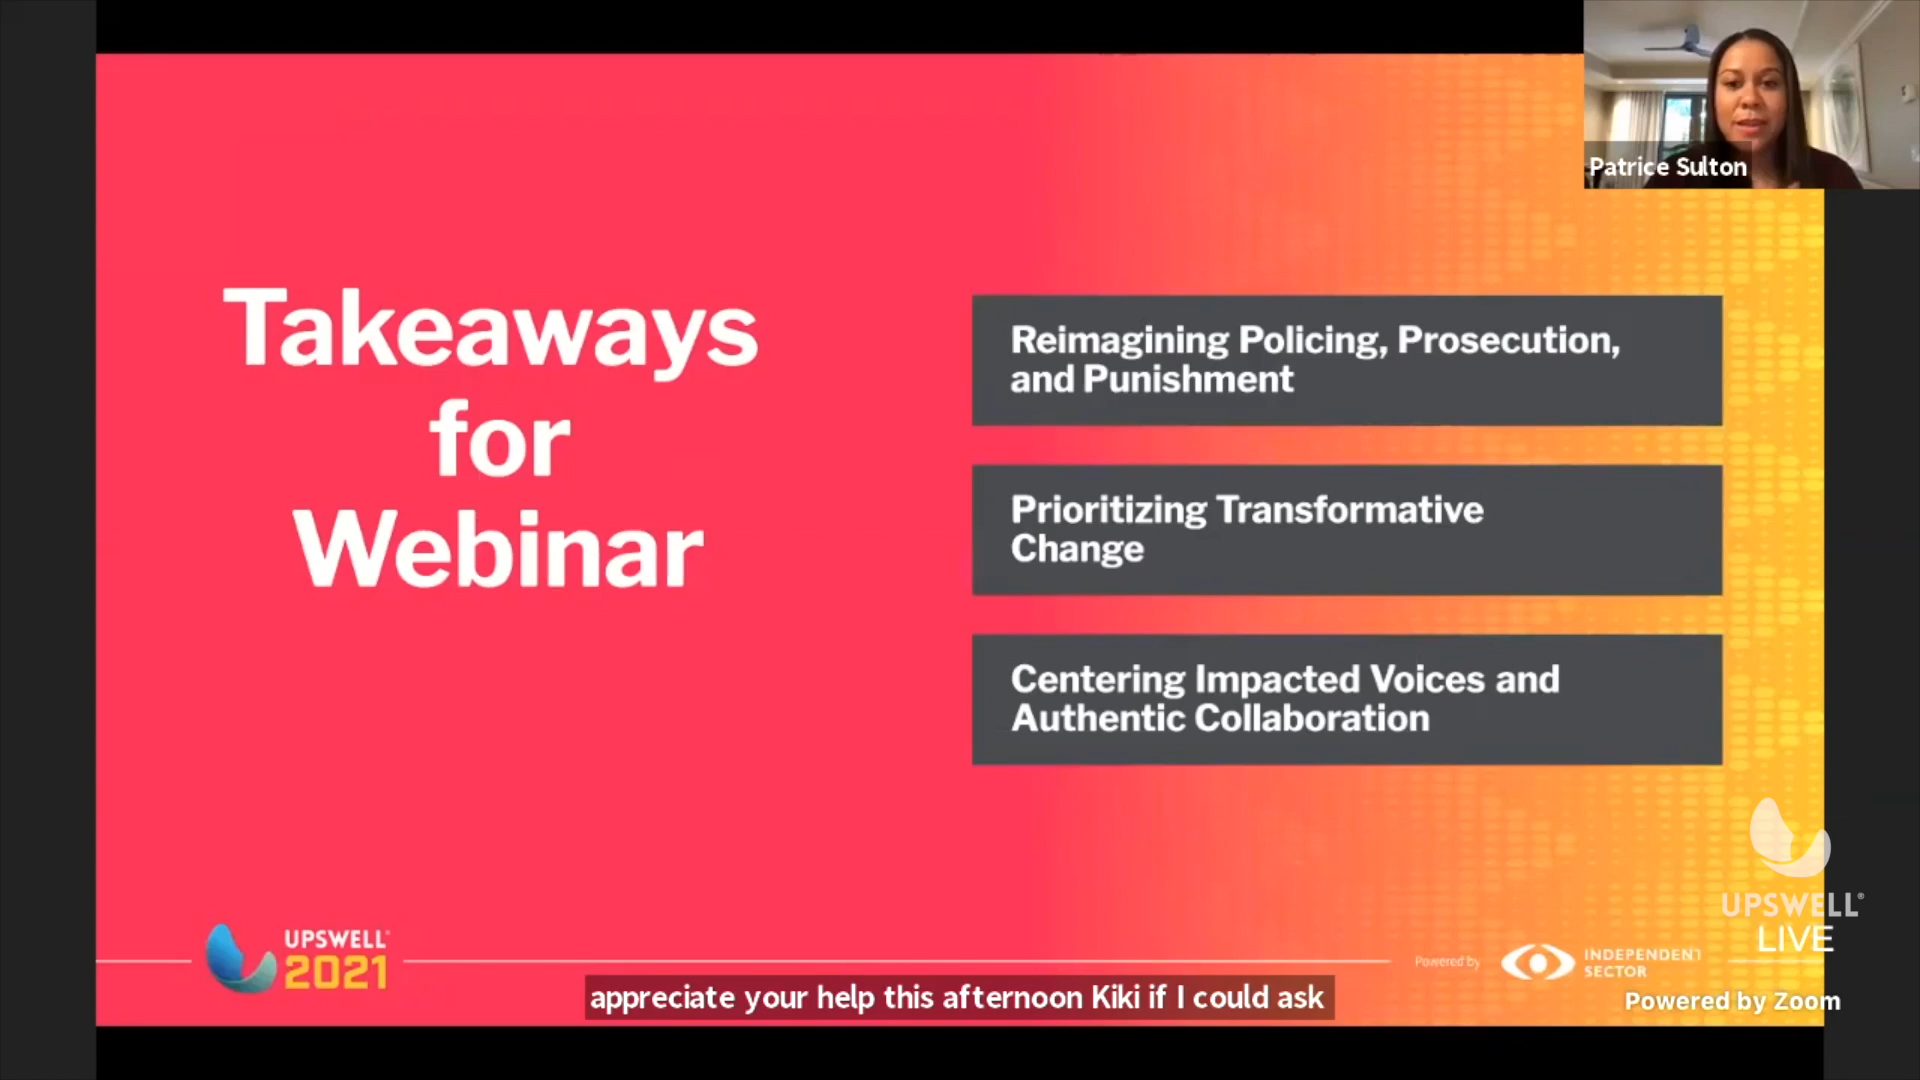 Patrice Sulton
Takeaways
for
Webinar
Reimagining Policing, Prosecution,
and Punishment
Prioritizing Transformative
Change
Centering Impacted Voices and
Authentic Collaboration
UPSWELL®
LIVE
UPSWELL
2021
Powered by
INDEPENDENT
SECTOR
appreciate your help this afternoon Kiki if I could ask
Powered by Zoom